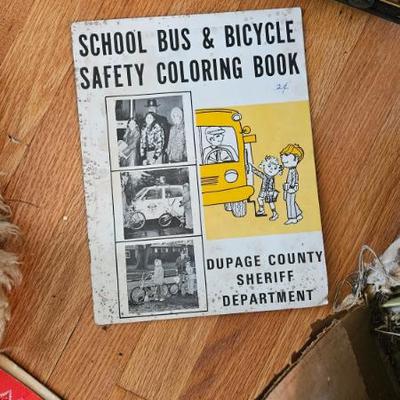 SCHOOL BUS & BICYCLE
SAFETY COLORING BOOK
DUPAGE COUNTY
SHERIFF
DEPARTMENT